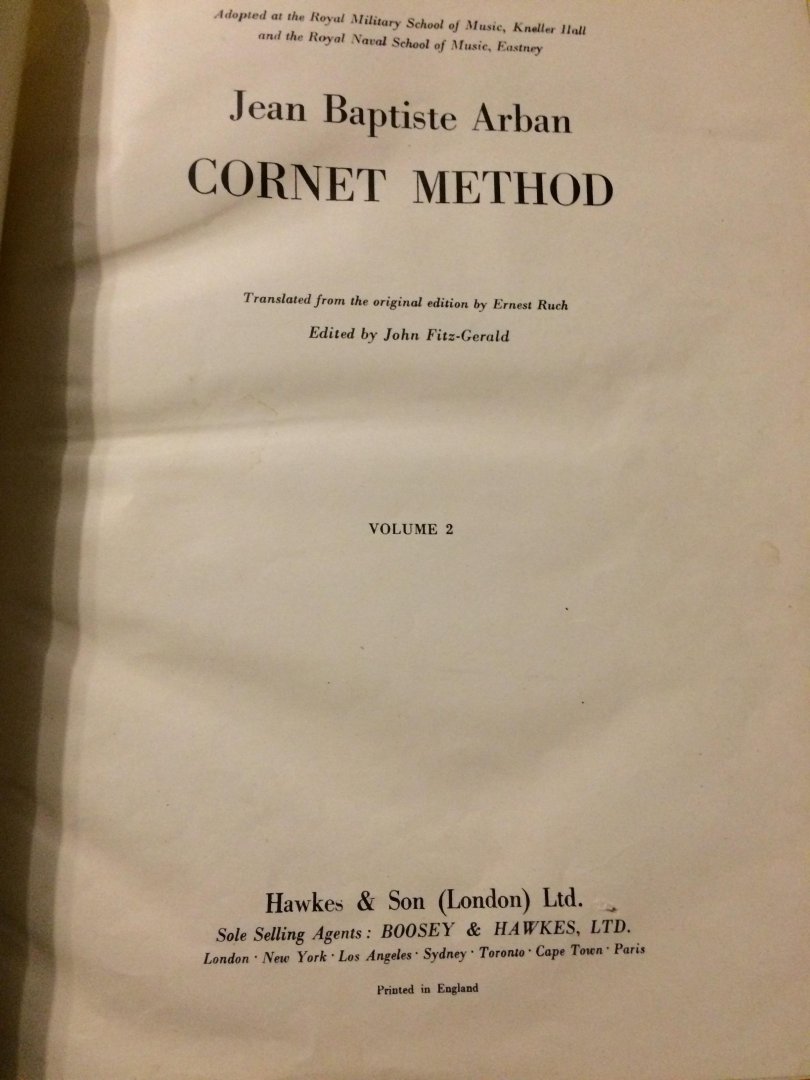 Adopted at the Royal Military School of Music, Kneller Hall
and the Royal Naval School of Music, Eastney
Jean Baptiste Arban
CORNET METHOD
Translated from the original edition by Ernest Ruch
Edited by John Fitz-Gerald
VOLUME 2
Hawkes & Son (London) Ltd.
Sole Selling Agents: BOOSEY & HAWKES, LTD.
London · New York · Los Angeles · Sydney · Toronto · Cape Town · Paris
Printed in England